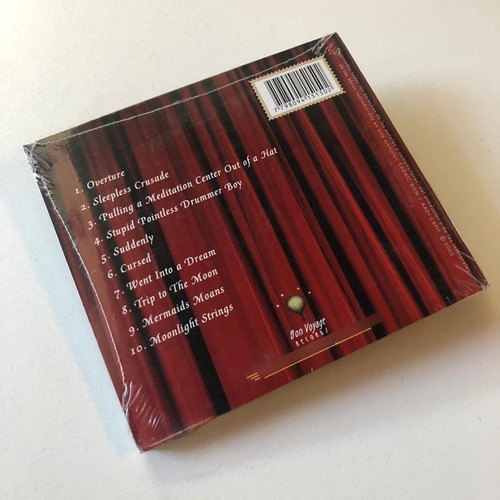 1. Overture
2. Sleepless Crusade
3. Pulling a Meditation Center Out of a Hat
4. Stupid Pointless Drummer Boy
5. Suddenly
6. Cursed
7. Went Into a Dream
8. Trip to The Moon
9. Mermaids Moans
10. Moonlight Strings
Bon Voyage
RECORDS
© 2005